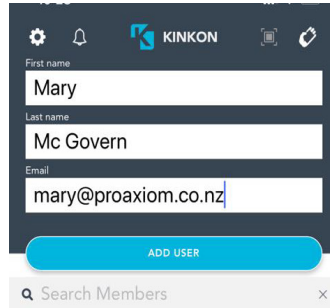 KINKON
First name
Mary
Last name
Mc Govern
Email
mary@proaxiom.co.nz
ADD USER
Search Members